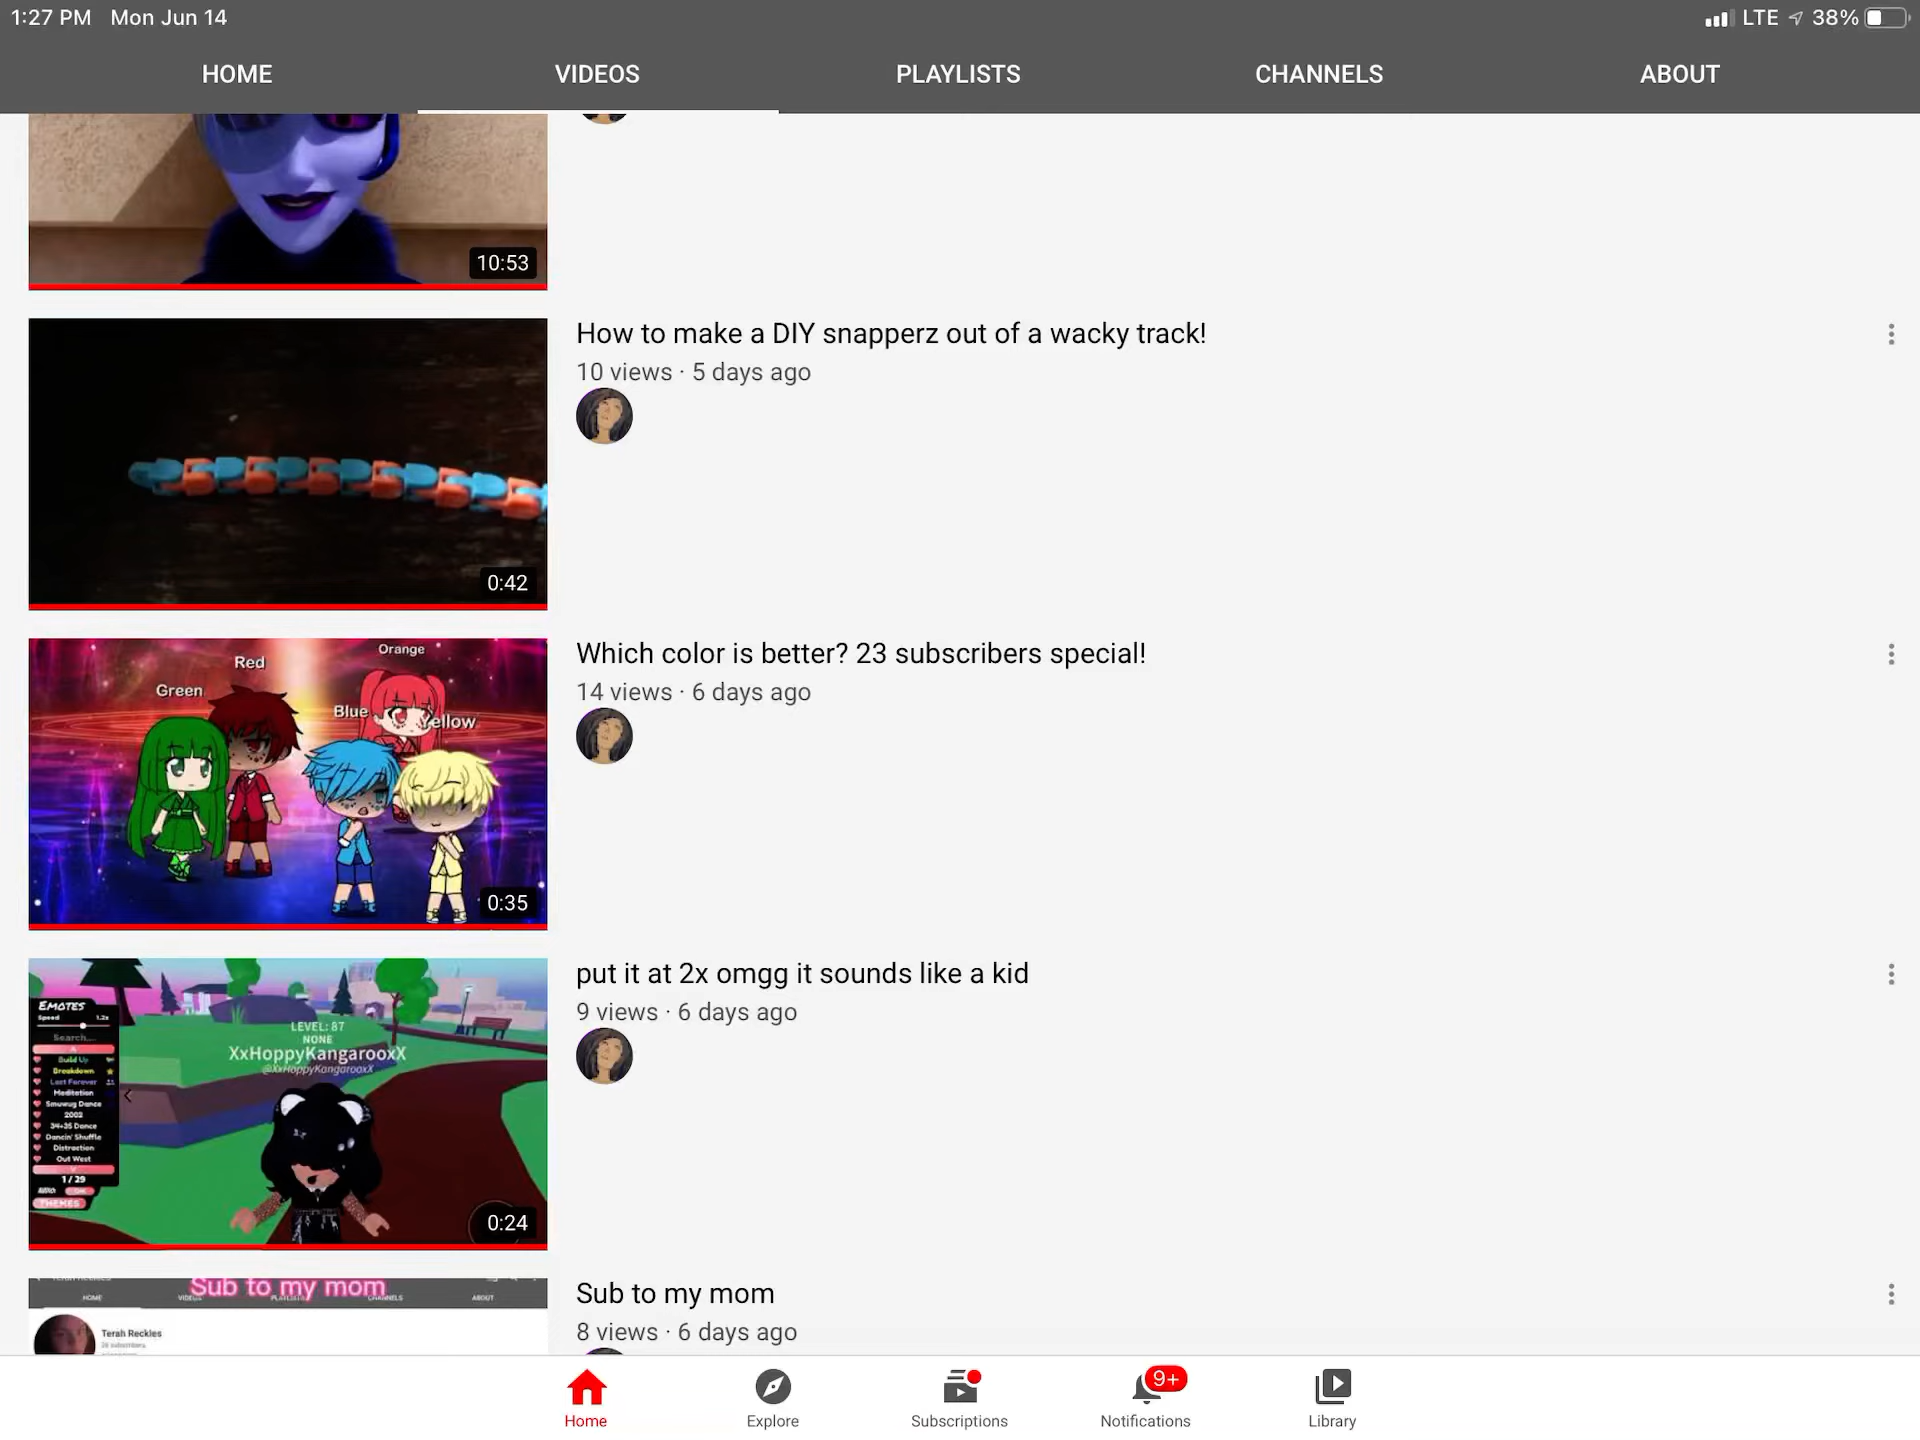 1:27 PM Mon Jun 14
LTE 38%
HOME VIDEOS PLAYLISTS CHANNELS ABOUT
10:53
How to make a DIY snapperz out of a wacky track!
10 views · 5 days ago
0:42
Which color is better? 23 subscribers special!
14 views · 6 days ago
Orange
Red
Green
Blue
Yellow
0:35
put it at 2x omgg it sounds like a kid
9 views · 6 days ago
EMOTES
Speed 1.2x
Search...
Build Up
Breakdown
Last Forever
Meditation
Smuwug Dance
2002
34+35 Dance
Dancin' Shuffle
Distraction
Out West
1 / 29
THEMES
LEVEL: 87
NONE
XxHoppyKangarooxX
@XxHoppyKangarooxX
0:24
Sub to my mom
8 views · 6 days ago
Sub to my mom
HOME VIDEOS PLAYLISTS CHANNELS ABOUT
Terah Reckles
Home Explore Subscriptions Notifications Library
9+